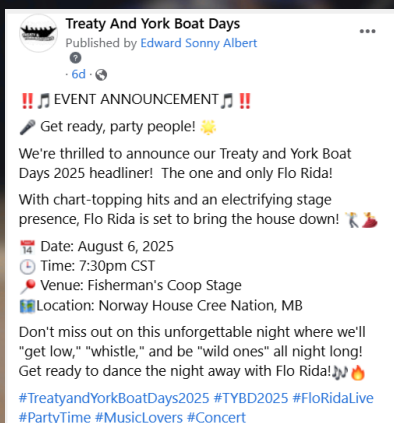 Treaty And York Boat Days
Published by Edward Sonny Albert
· 6d ·
‼️🎵EVENT ANNOUNCEMENT🎵‼️
🎤 Get ready, party people! 🌟
We're thrilled to announce our Treaty and York Boat
Days 2025 headliner!  The one and only Flo Rida!
With chart-topping hits and an electrifying stage
presence, Flo Rida is set to bring the house down! 🕺💃
📅 Date: August 6, 2025
🕒 Time: 7:30pm CST
📍 Venue: Fisherman's Coop Stage
🗺️Location: Norway House Cree Nation, MB
Don't miss out on this unforgettable night where we'll
"get low," "whistle," and be "wild ones" all night long!
Get ready to dance the night away with Flo Rida!🎶🔥
#TreatyandYorkBoatDays2025 #TYBD2025 #FloRidaLive
#PartyTime #MusicLovers #Concert